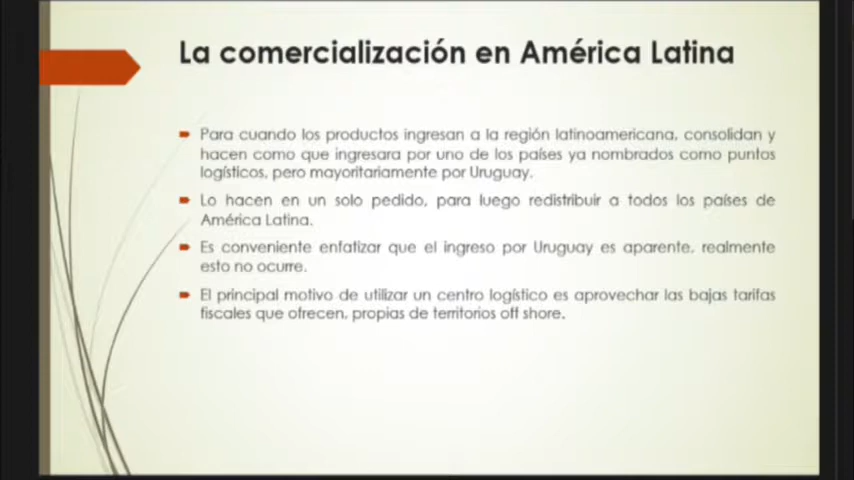 La comercialización en América Latina
Para cuando los productos ingresan a la región latinoamericana, consolidan y
hacen como que ingresara por uno de los países ya nombrados como puntos
logísticos, pero mayoritariamente por Uruguay.
Lo hacen en un solo pedido, para luego redistribuir a todos los países de
América Latina.
Es conveniente enfatizar que el ingreso por Uruguay es aparente, realmente
esto no ocurre.
El principal motivo de utilizar un centro logístico es aprovechar las bajas tarifas
fiscales que ofrecen, propias de territorios off shore.